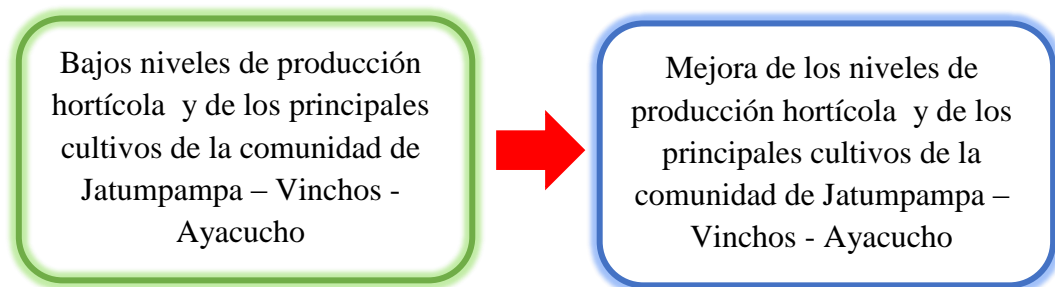 Bajos niveles de producción
hortícola y de los principales
cultivos de la comunidad de
Jatumpampa – Vinchos -
Ayacucho
Mejora de los niveles de
producción hortícola y de los
principales cultivos de la
comunidad de Jatumpampa –
Vinchos - Ayacucho